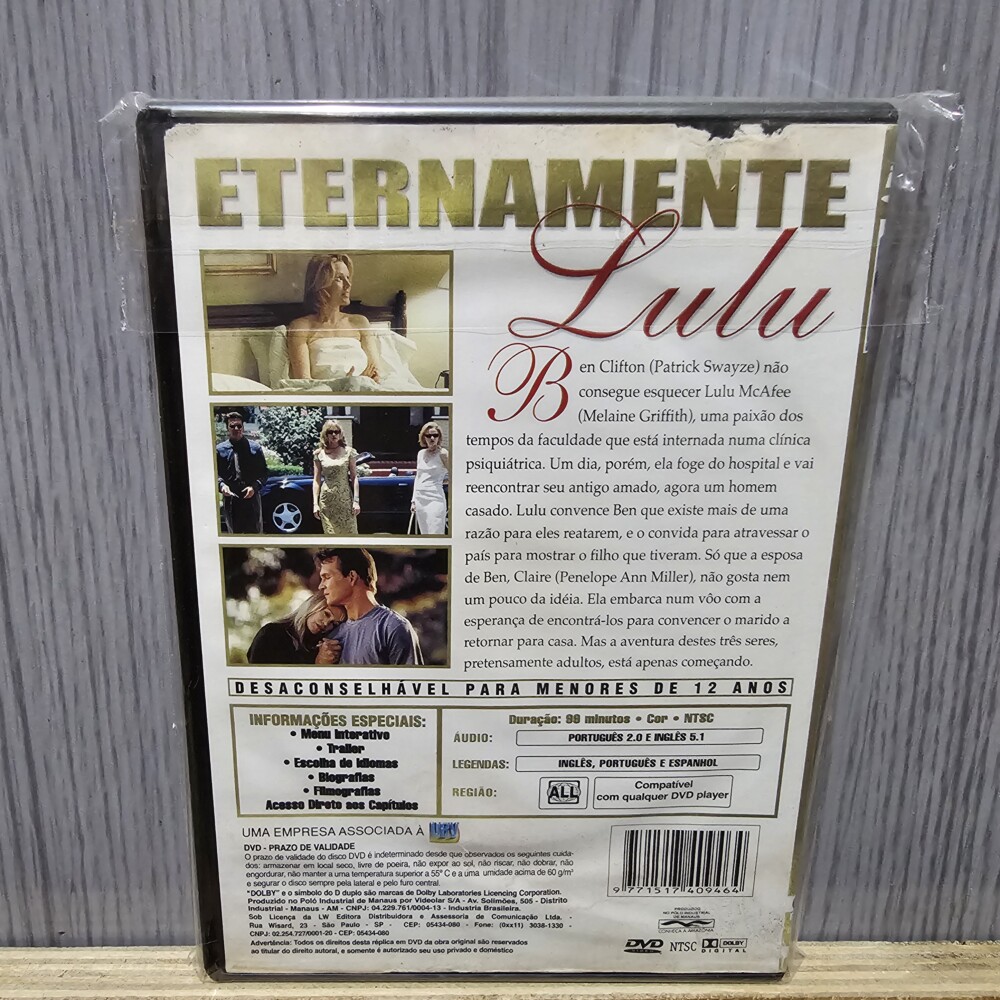 ETERNAMENTE
Lulu
Ben Clifton (Patrick Swayze) não
consegue esquecer Lulu McAfee
(Melaine Griffith), uma paixão dos
tempos da faculdade que está internada numa clínica
psiquiátrica. Um dia, porém, ela foge do hospital e vai
reencontrar seu antigo amado, agora um homem
casado. Lulu convence Ben que existe mais de uma
razão para eles reatarem, e o convida para atravessar o
país para mostrar o filho que tiveram. Só que a esposa
de Ben, Claire (Penelope Ann Miller), não gosta nem
um pouco da idéia. Ela embarca num vôo com a
esperança de encontrá-los para convencer o marido a
retornar para casa. Mas a aventura destes três seres,
pretensamente adultos, está apenas começando.
DESACONSELHÁVEL PARA MENORES DE 12 ANOS
INFORMAÇÕES ESPECIAIS:
• Menu Interativo
• Trailer
• Escolha de Idiomas
• Biografias
• Filmografias
Acesso Direto aos Capítulos
Duração: 99 minutos • Cor • NTSC
ÁUDIO: PORTUGUÊS 2.0 E INGLÊS 5.1
LEGENDAS: INGLÊS, PORTUGUÊS E ESPANHOL
REGIÃO: ALL Compatível
com qualquer DVD player
UMA EMPRESA ASSOCIADA À
DVD - PRAZO DE VALIDADE
O prazo de validade do disco DVD é indeterminado desde que observados os seguintes cuida-
dos: armazenar em local seco, livre de poeira, não expor ao sol, não riscar, não dobrar, não
engordurar, não manter a uma temperatura superior a 55° C e a uma umidade acima de 60 g/m³
e segurar o disco sempre pela lateral e pelo furo central.
"DOLBY" e o símbolo do D duplo são marcas de Dolby Laboratories Licencing Corporation.
Produzido no Poló Industrial de Manaus por Videolar S/A - Av. Solimões, 505 - Distrito
Industrial - Manaus - AM - CNPJ: 04.229.761/0004-13 - Industria Brasileira.
Sob Licença da LW Editora Distribuidora e Assessoria de Comunicação Ltda. -
Rua Wisard, 23 - São Paulo - SP - CEP: 05434-080 - Fone: (0xx11) 3038-1330 -
CNPJ: 02.254.727/0001-20 - CEP: 05434-080
Advertência: Todos os direitos desta réplica em DVD da obra original são reservados
ao titular do direito autoral, e somente é autorizado seu uso privado e doméstico
9 771517 409464
PRODUZIDO
NO PÓLO INDUSTRIAL
DE MANAUS
CONHEÇA A AMAZÔNIA
DVD
VIDEO
NTSC
DOLBY
DIGITAL